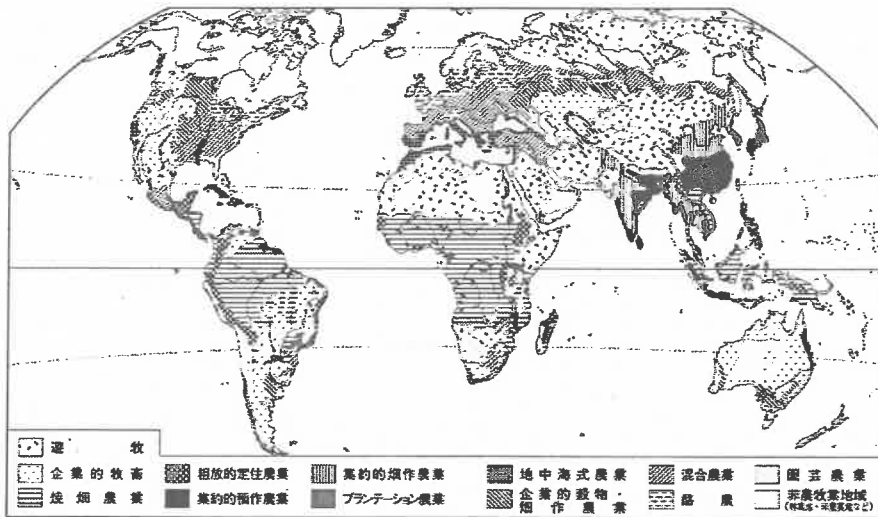 遊牧
企業的牧畜 粗放的定住農業 集約的畑作農業 地中海式農業 混合農業 園芸農業
焼畑農業 集約的稲作農業 プランテーション農業 企業的穀物・
畑作農業 酪農 非農牧業地域